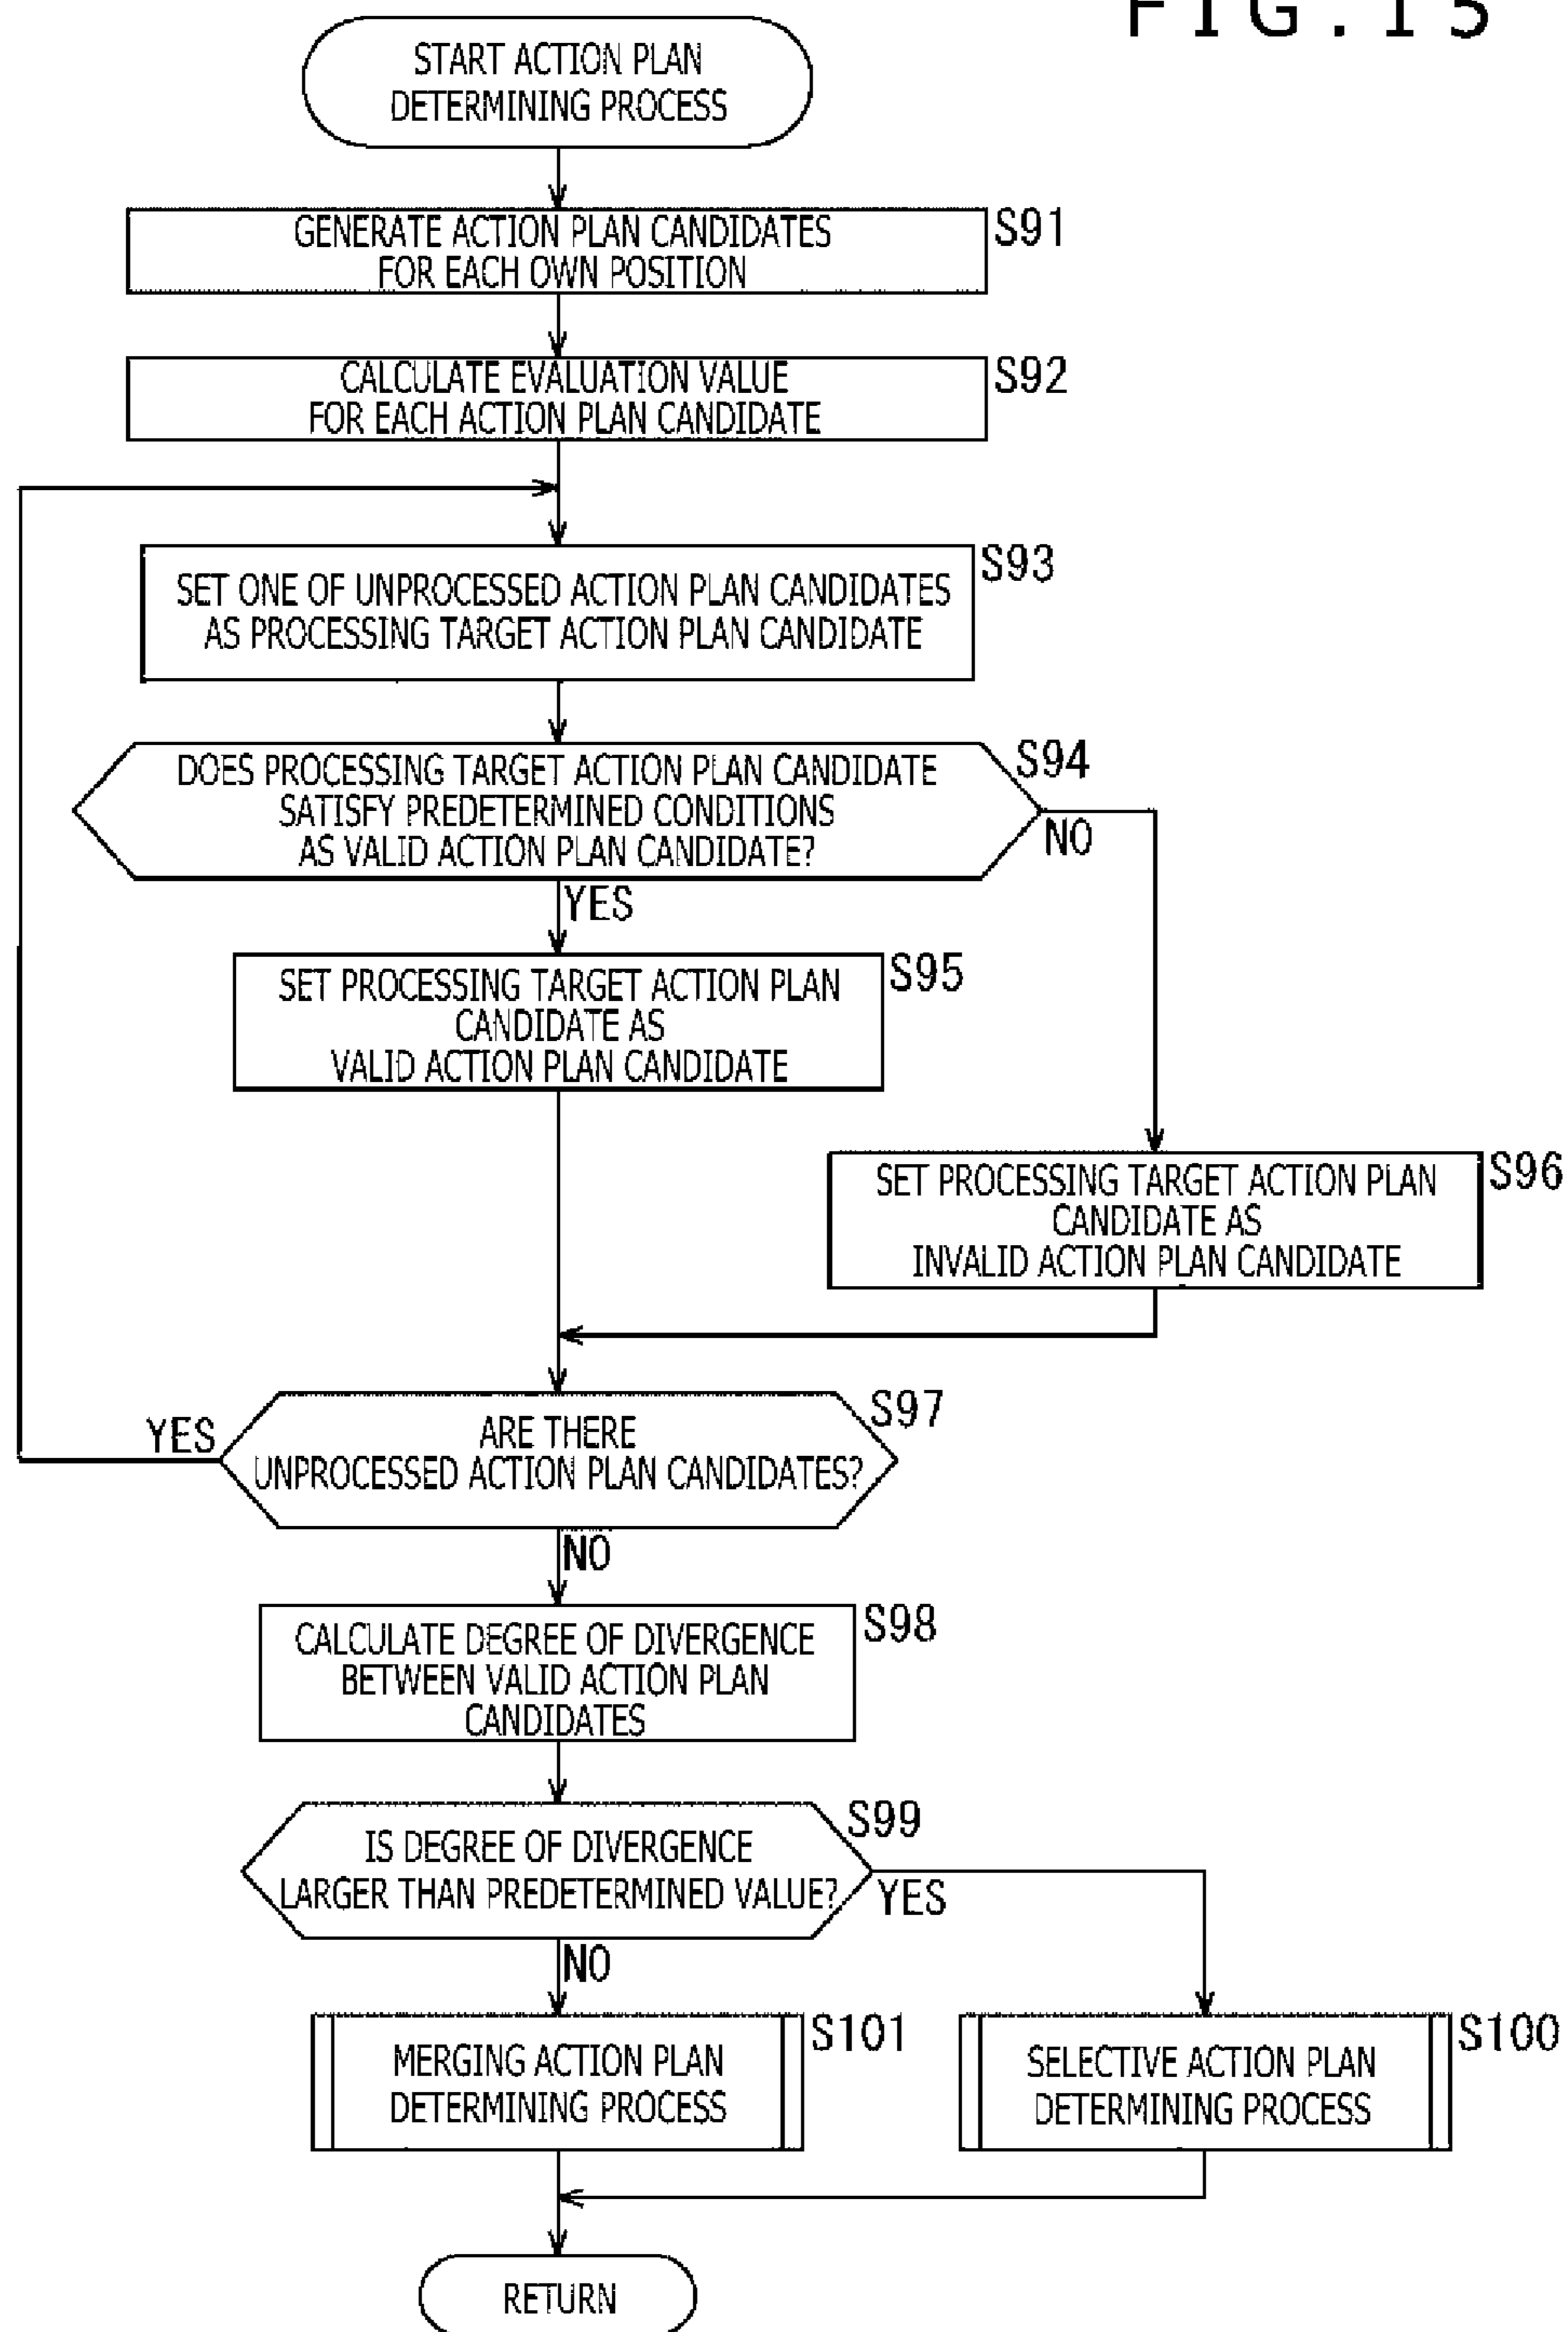 FIG.15
START ACTION PLAN
DETERMINING PROCESS
GENERATE ACTION PLAN CANDIDATES
FOR EACH OWN POSITION
S91
CALCULATE EVALUATION VALUE
FOR EACH ACTION PLAN CANDIDATE
S92
SET ONE OF UNPROCESSED ACTION PLAN CANDIDATES
AS PROCESSING TARGET ACTION PLAN CANDIDATE
S93
DOES PROCESSING TARGET ACTION PLAN CANDIDATE
SATISFY PREDETERMINED CONDITIONS
AS VALID ACTION PLAN CANDIDATE?
S94
NO
YES
SET PROCESSING TARGET ACTION PLAN
CANDIDATE AS
VALID ACTION PLAN CANDIDATE
S95
SET PROCESSING TARGET ACTION PLAN
CANDIDATE AS
INVALID ACTION PLAN CANDIDATE
S96
ARE THERE
UNPROCESSED ACTION PLAN CANDIDATES?
S97
YES
NO
CALCULATE DEGREE OF DIVERGENCE
BETWEEN VALID ACTION PLAN
CANDIDATES
S98
IS DEGREE OF DIVERGENCE
LARGER THAN PREDETERMINED VALUE?
S99
YES
NO
MERGING ACTION PLAN
DETERMINING PROCESS
S101
SELECTIVE ACTION PLAN
DETERMINING PROCESS
S100
RETURN